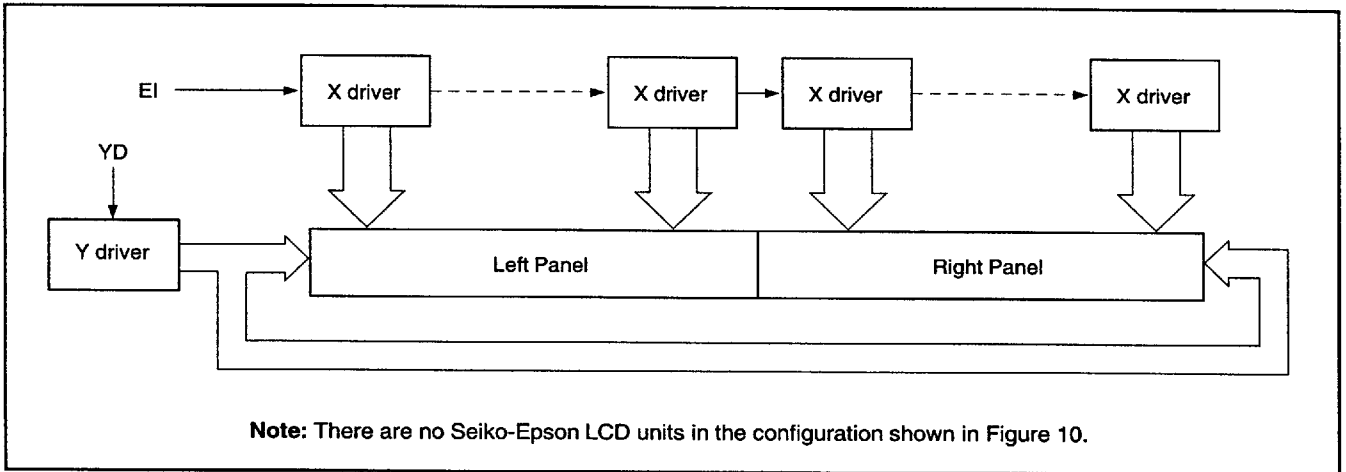 EI
X driver
X driver
X driver
X driver
YD
Y driver
Left Panel
Right Panel
Note: There are no Seiko-Epson LCD units in the configuration shown in Figure 10.